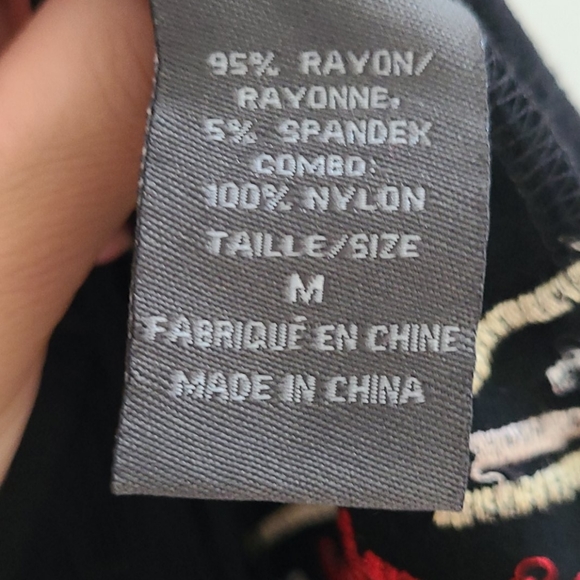 95% RAYON/
RAYONNE.
5% SPANDEX
COMBO:
100% NYLON
TAILLE/SIZE
M
FABRIQUÉ EN CHINE
MADE IN CHINA